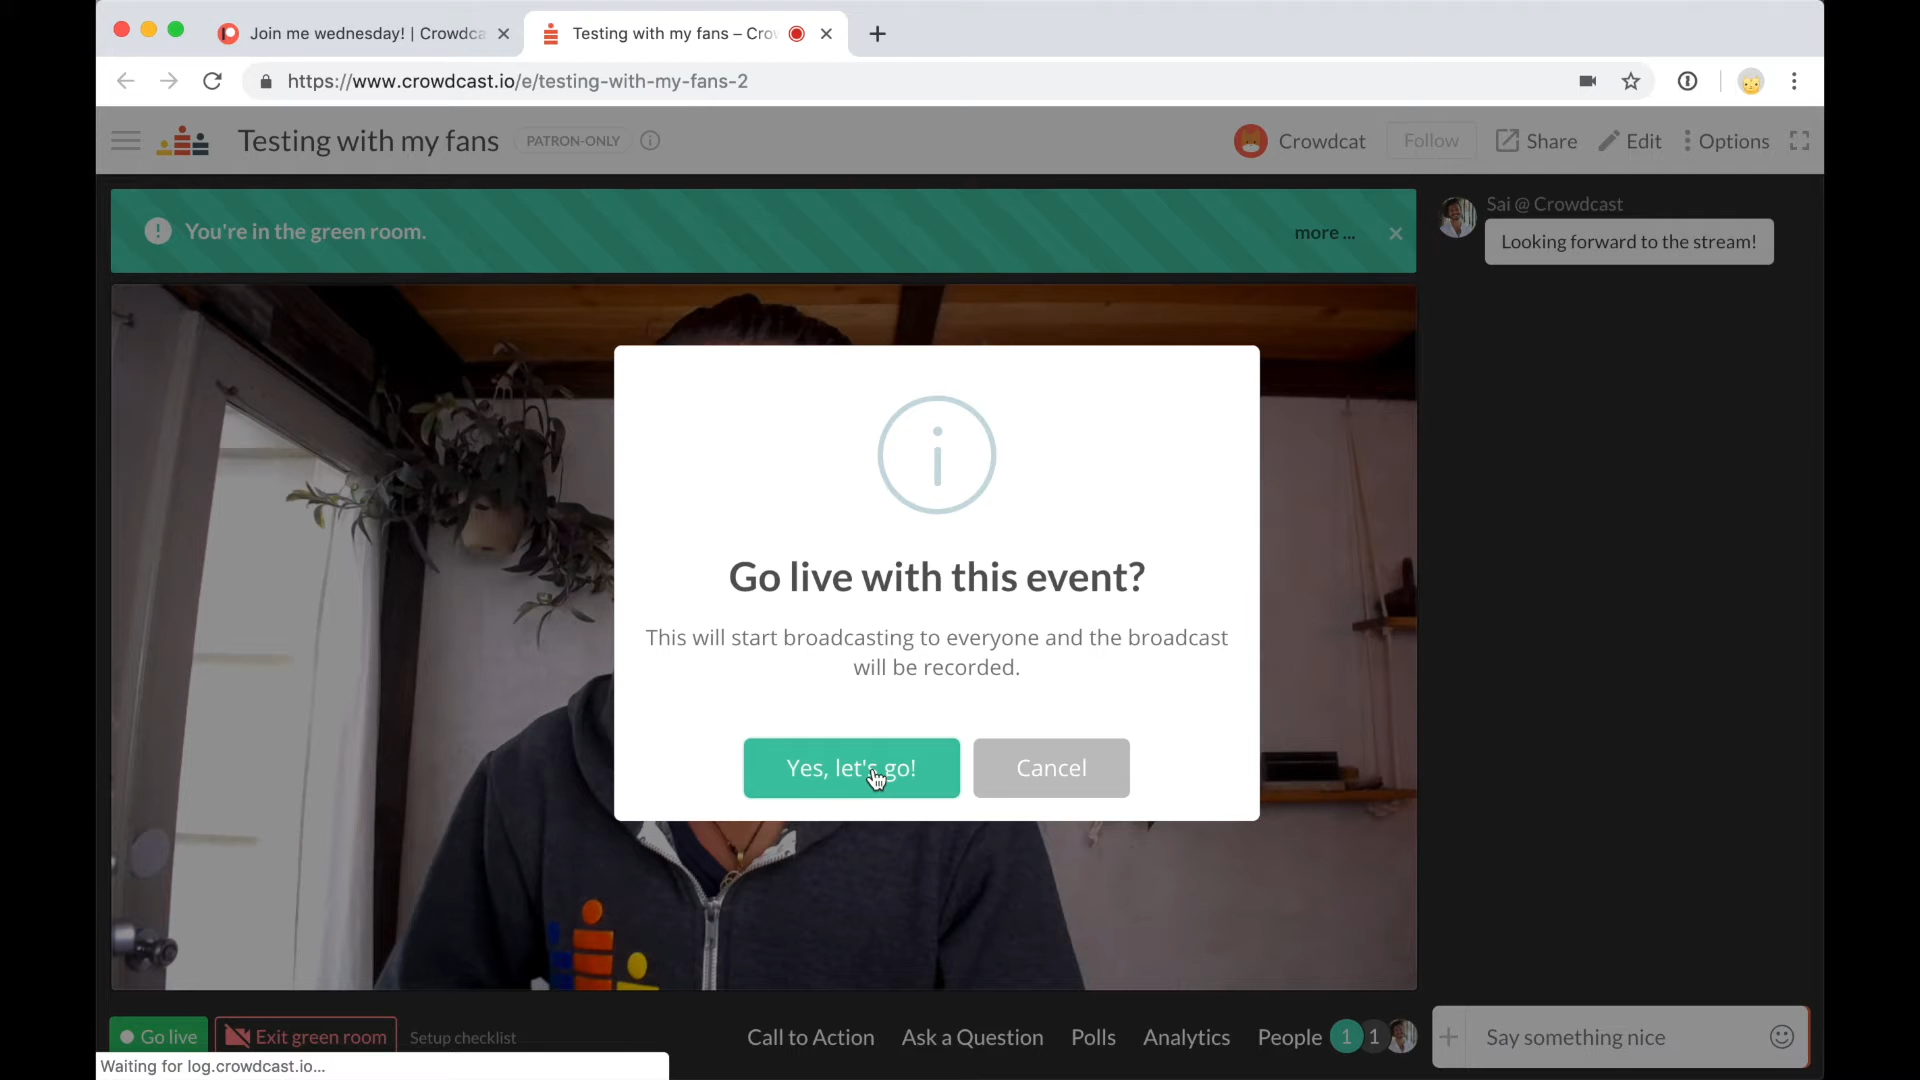 Join me wednesday! | Crowdca
Testing with my fans – Cro
https://www.crowdcast.io/e/testing-with-my-fans-2
Testing with my fans
PATRON-ONLY
Crowdcat
Follow
Share
Edit
Options
You're in the green room.
more ...
Sai @ Crowdcast
Looking forward to the stream!
Go live with this event?
This will start broadcasting to everyone and the broadcast
will be recorded.
Yes, let's go!
Cancel
Go live
Exit green room
Setup checklist
Call to Action
Ask a Question
Polls
Analytics
People
1
1
Say something nice
Waiting for log.crowdcast.io...